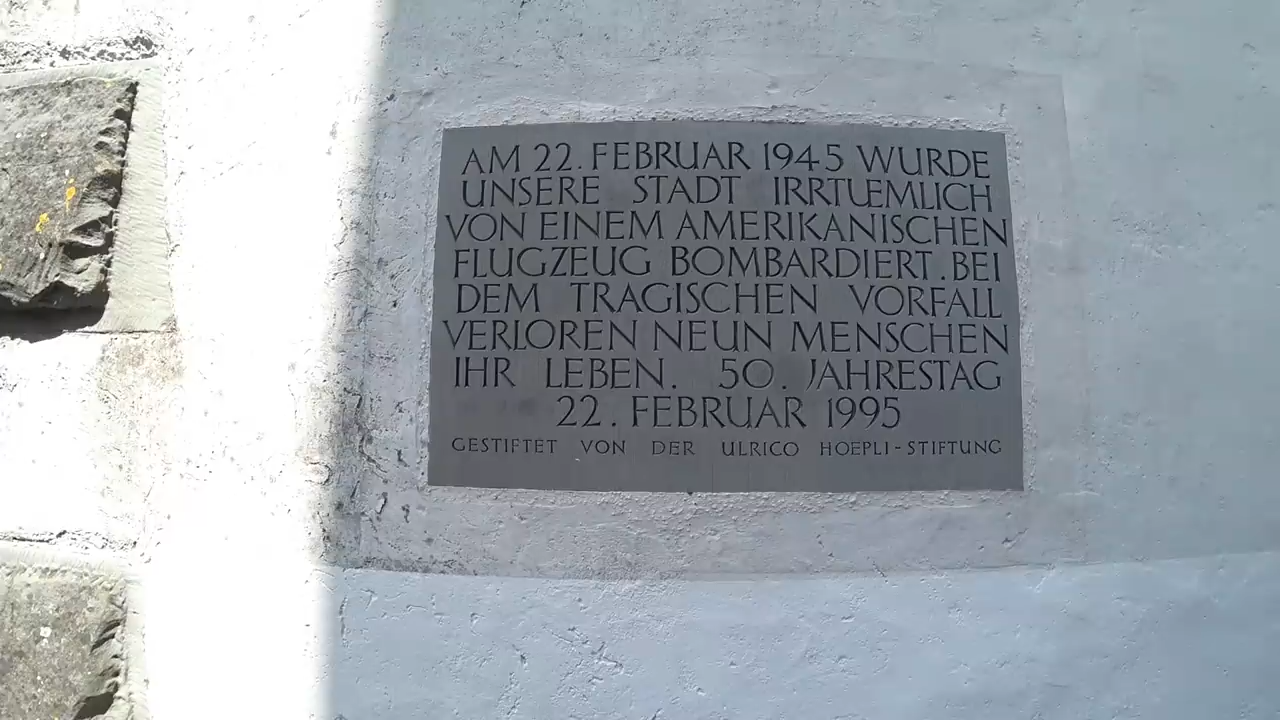 AM 22. FEBRUAR 1945 WURDE
UNSERE STADT IRRTUEMLICH
VON EINEM AMERIKANISCHEN
FLUGZEUG BOMBARDIERT. BEI
DEM TRAGISCHEN VORFALL
VERLOREN NEUN MENSCHEN
IHR LEBEN. 50. JAHRESTAG
22. FEBRUAR 1995
GESTIFTET VON DER ULRICO HOEPLI-STIFTUNG